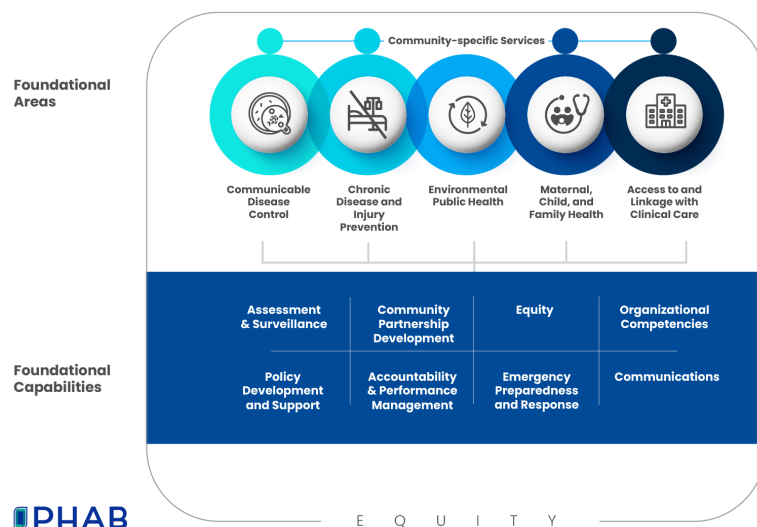 Community-specific Services
Foundational
Areas
Communicable
Disease
Control
Chronic
Disease and
Injury
Prevention
Environmental
Public Health
Maternal,
Child, and
Family Health
Access to and
Linkage with
Clinical Care
Foundational
Capabilities
Assessment
& Surveillance
Community
Partnership
Development
Equity
Organizational
Competencies
Policy
Development
and Support
Accountability
& Performance
Management
Emergency
Preparedness
and Response
Communications
PHAB
EQUITY